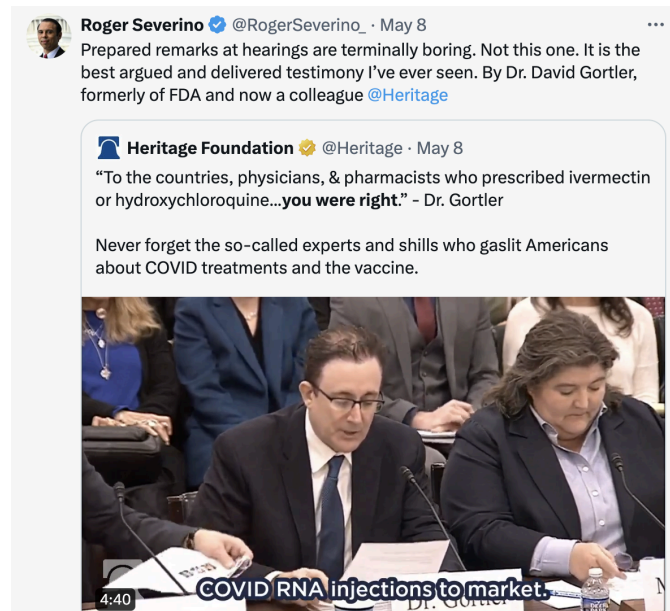 Roger Severino @RogerSeverino_ · May 8
Prepared remarks at hearings are terminally boring. Not this one. It is the
best argued and delivered testimony I’ve ever seen. By Dr. David Gortler,
formerly of FDA and now a colleague @Heritage
Heritage Foundation @Heritage · May 8
“To the countries, physicians, & pharmacists who prescribed ivermectin
or hydroxychloroquine...you were right.” - Dr. Gortler
Never forget the so-called experts and shills who gaslit Americans
about COVID treatments and the vaccine.
4:40
COVID RNA injections to market.
Dr. Gortler